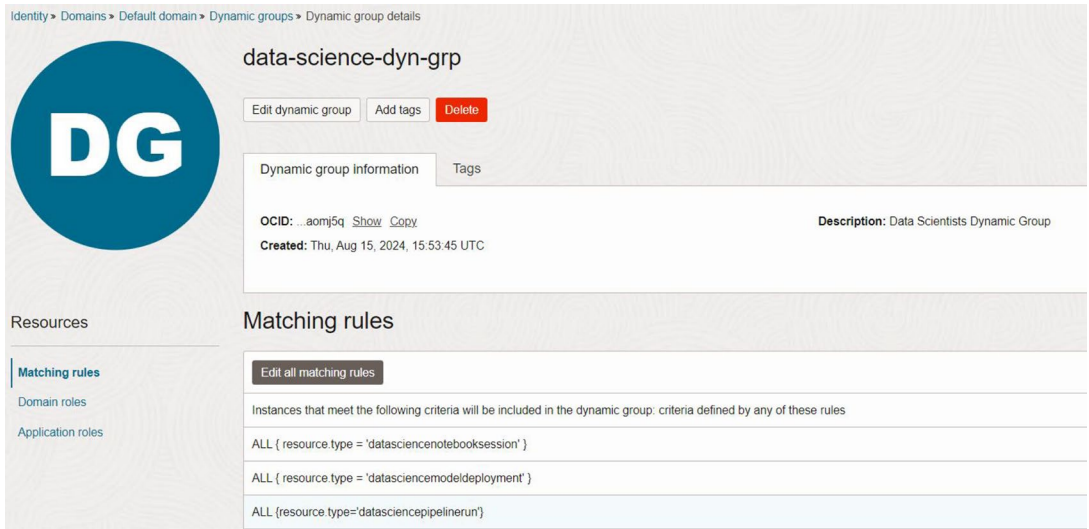 Identity » Domains » Default domain » Dynamic groups » Dynamic group details
DG
data-science-dyn-grp
Edit dynamic group Add tags Delete
Dynamic group information Tags
OCID: ...aomj5q Show Copy
Description: Data Scientists Dynamic Group
Created: Thu, Aug 15, 2024, 15:53:45 UTC
Resources
Matching rules
Domain roles
Application roles
Matching rules
Edit all matching rules
Instances that meet the following criteria will be included in the dynamic group: criteria defined by any of these rules
ALL { resource.type = 'datasciencenotebooksession' }
ALL { resource.type = 'datasciencemodeldeployment' }
ALL {resource.type='datasciencepipelinerun'}